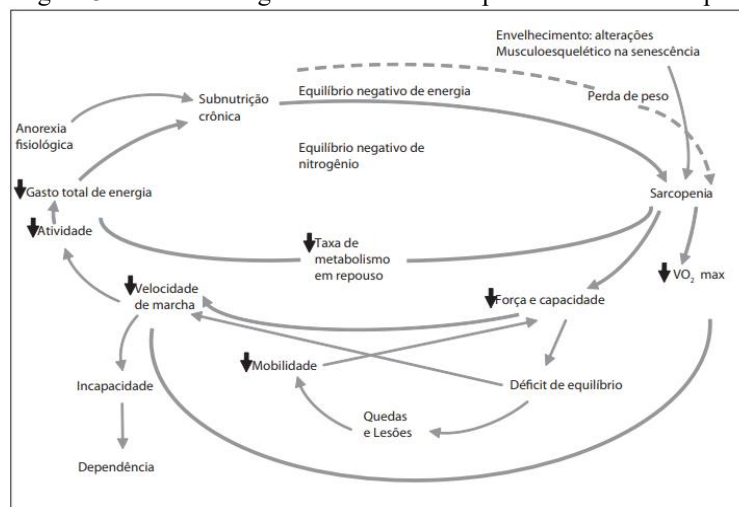 Envelhecimento: alterações
Musculoesquelético na senescência
Equilíbrio negativo de energia
Perda de peso
Subnutrição
crônica
Anorexia
fisiológica
Equilíbrio negativo de
nitrogênio
Gasto total de energia
Sarcopenia
Atividade
Taxa de
metabolismo
em repouso
VO₂ max
Velocidade
de marcha
Força e capacidade
Mobilidade
Incapacidade
Déficit de equilíbrio
Quedas
e Lesões
Dependência